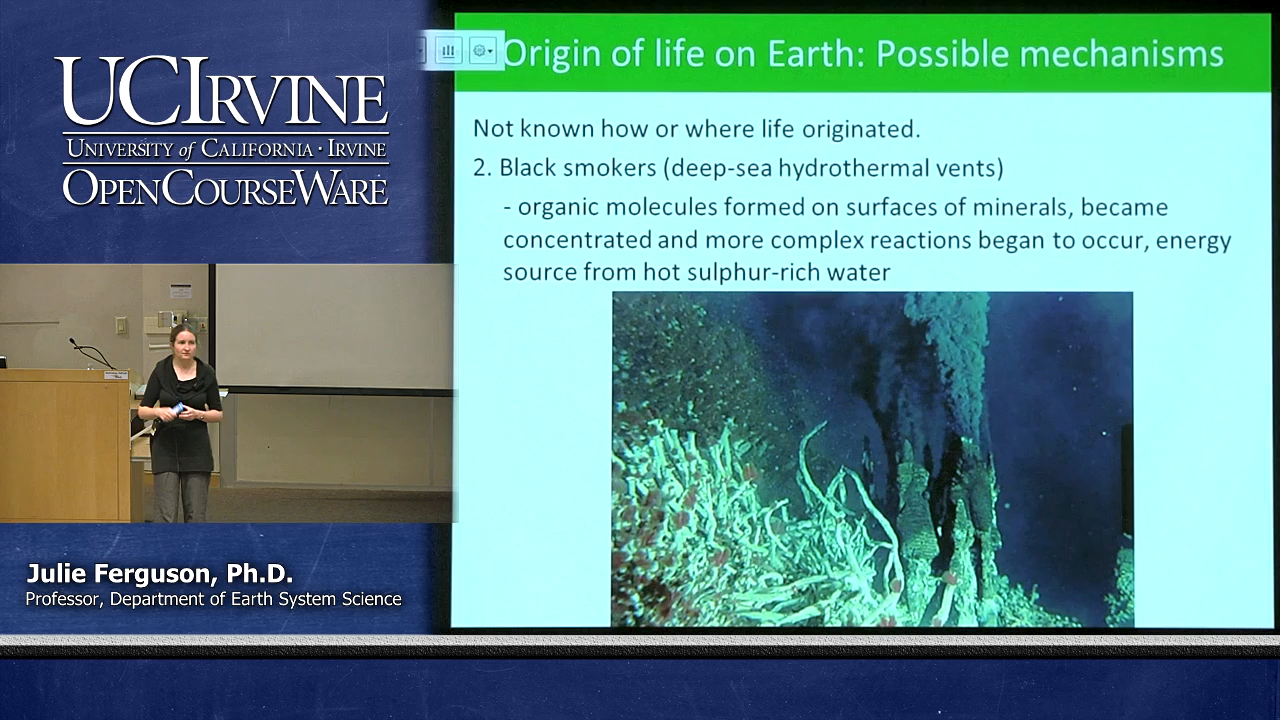 UCIRVINE
UNIVERSITY of CALIFORNIA · IRVINE
OPENCOURSEWARE
Origin of life on Earth: Possible mechanisms
Not known how or where life originated.
2. Black smokers (deep-sea hydrothermal vents)
- organic molecules formed on surfaces of minerals, became
concentrated and more complex reactions began to occur, energy
source from hot sulphur-rich water
Julie Ferguson, Ph.D.
Professor, Department of Earth System Science